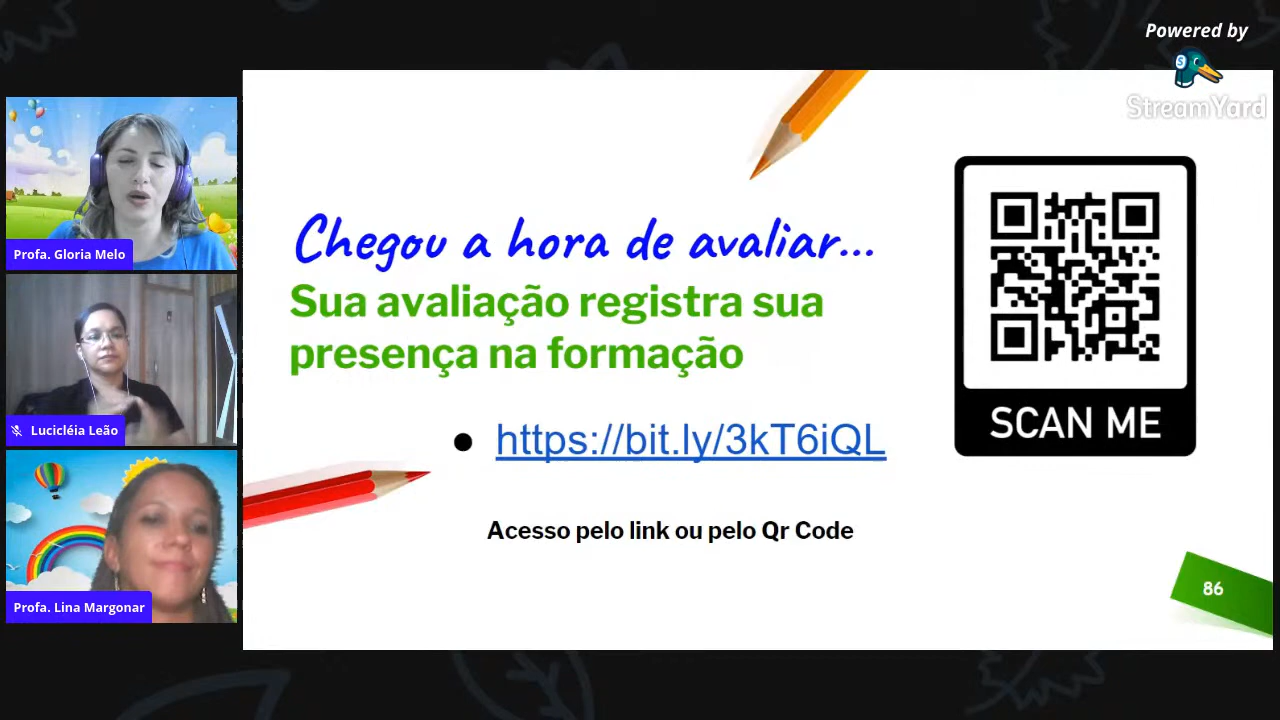 Powered by
StreamYard
Profa. Gloria Melo
Lucicléia Leão
Profa. Lina Margonar
Chegou a hora de avaliar...
Sua avaliação registra sua
presença na formação
● https://bit.ly/3kT6iQL
Acesso pelo link ou pelo Qr Code
SCAN ME
86